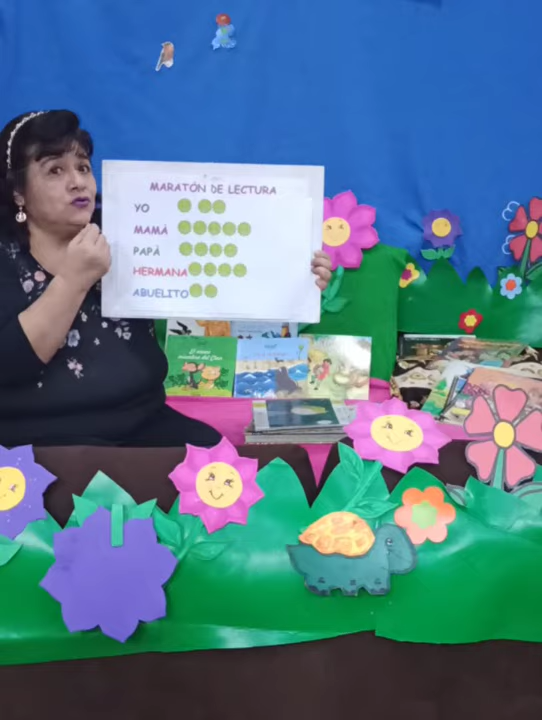 MARATÓN DE LECTURA
YO
MAMÁ
PAPÁ
HERMANA
ABUELITO